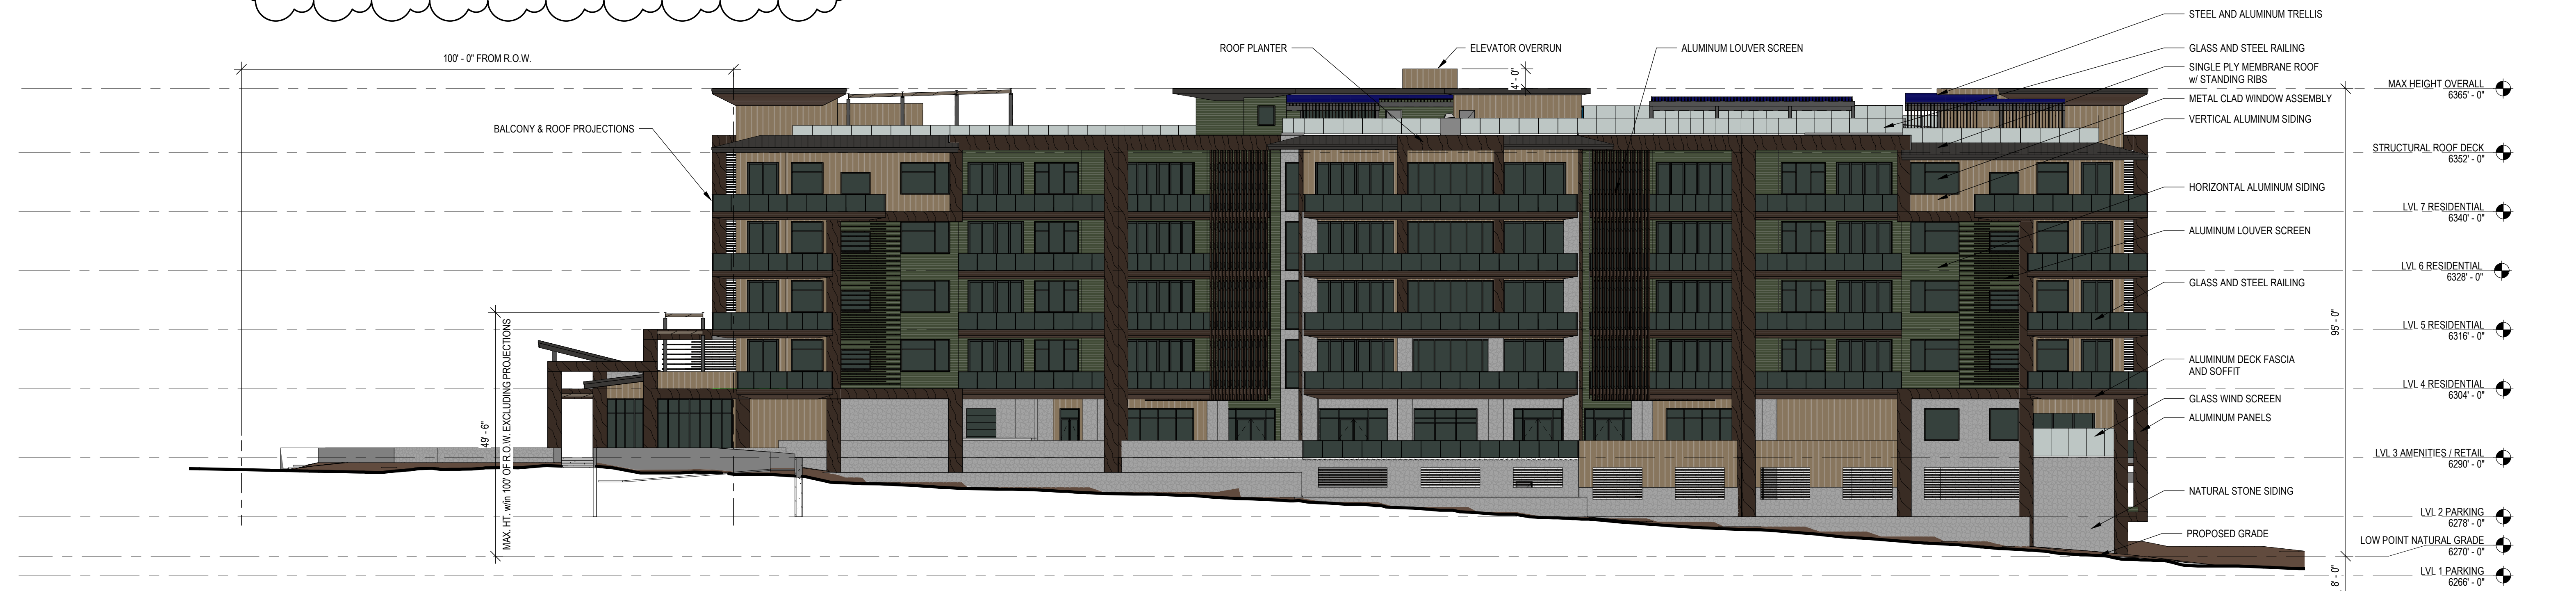 100' - 0" FROM R.O.W.
BALCONY & ROOF PROJECTIONS
ROOF PLANTER
ELEVATOR OVERRUN
4' - 0"
ALUMINUM LOUVER SCREEN
STEEL AND ALUMINUM TRELLIS
GLASS AND STEEL RAILING
SINGLE PLY MEMBRANE ROOF
w/ STANDING RIBS
METAL CLAD WINDOW ASSEMBLY
VERTICAL ALUMINUM SIDING
HORIZONTAL ALUMINUM SIDING
ALUMINUM LOUVER SCREEN
GLASS AND STEEL RAILING
ALUMINUM DECK FASCIA
AND SOFFIT
GLASS WIND SCREEN
ALUMINUM PANELS
NATURAL STONE SIDING
PROPOSED GRADE
49' - 6"
MAX. HT. w/in 100' OF R.O.W. EXCLUDING PROJECTIONS
95' - 0"
8' - 0"
MAX HEIGHT OVERALL
6365' - 0"
STRUCTURAL ROOF DECK
6352' - 0"
LVL 7 RESIDENTIAL
6340' - 0"
LVL 6 RESIDENTIAL
6328' - 0"
LVL 5 RESIDENTIAL
6316' - 0"
LVL 4 RESIDENTIAL
6304' - 0"
LVL 3 AMENITIES / RETAIL
6290' - 0"
LVL 2 PARKING
6278' - 0"
LOW POINT NATURAL GRADE
6270' - 0"
LVL 1 PARKING
6266' - 0"